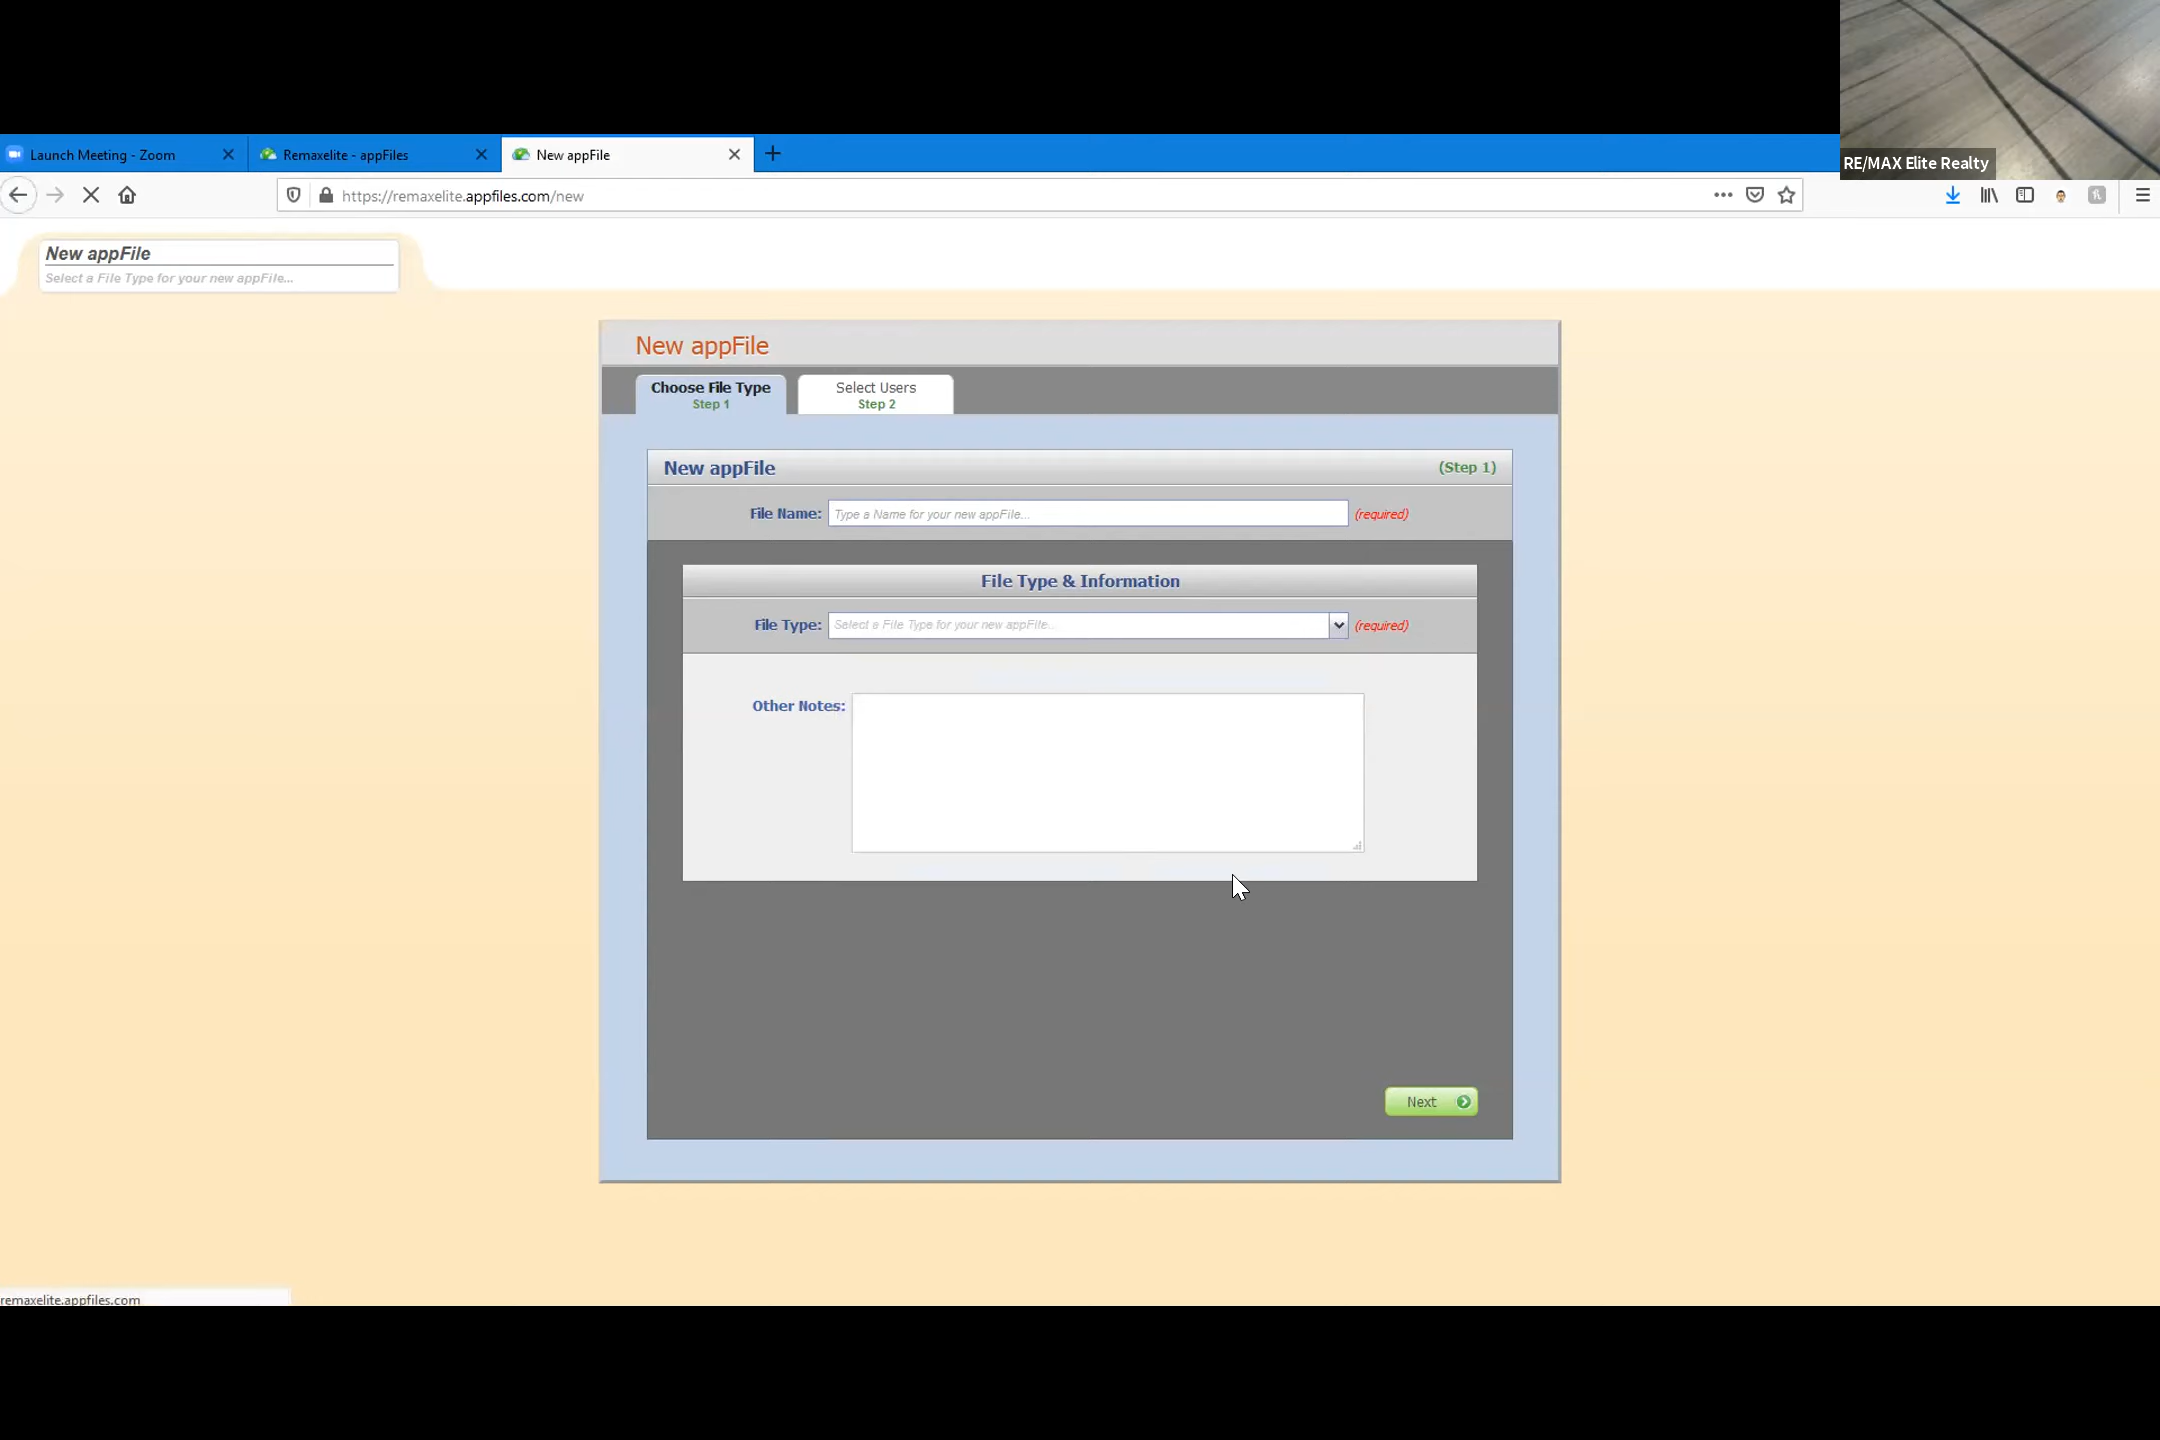 RE/MAX Elite Realty
Launch Meeting - Zoom
Remaxelite - appFiles
New appFile
https://remaxelite.appfiles.com/new
New appFile
Select a File Type for your new appFile...
New appFile
Choose File Type
Step 1
Select Users
Step 2
New appFile
(Step 1)
File Name:
Type a Name for your new appFile...
(required)
File Type & Information
File Type:
Select a File Type for your new appFile...
(required)
Other Notes:
Next
remaxelite.appfiles.com